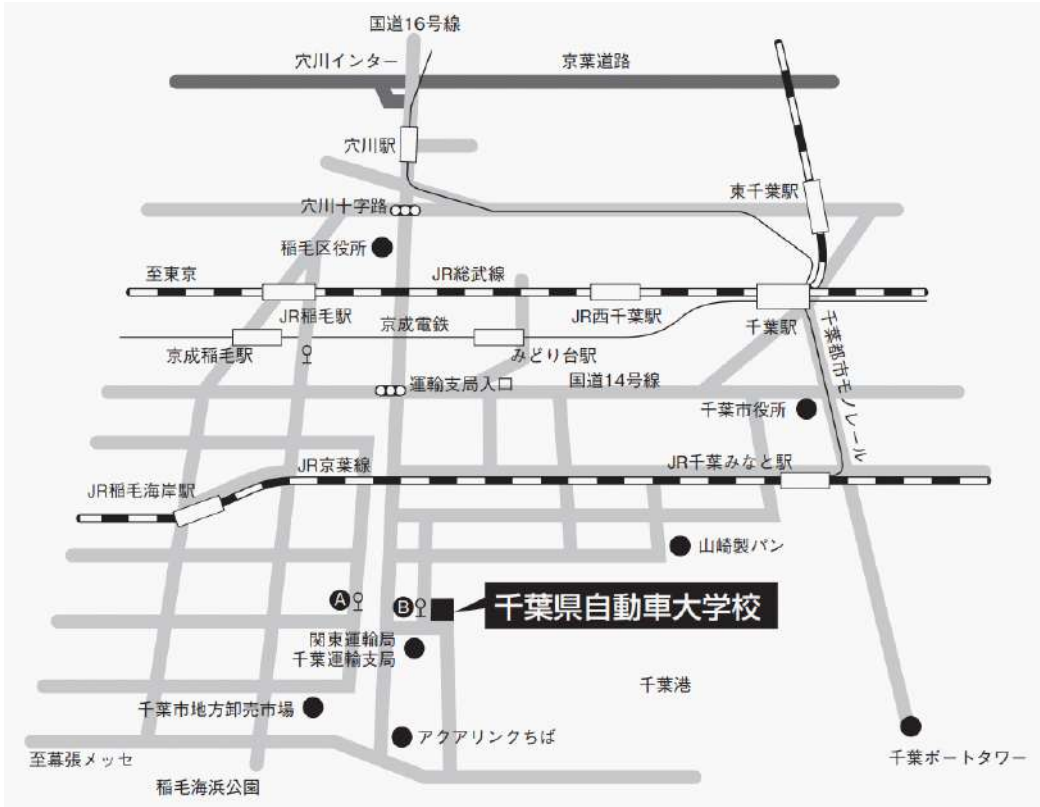 国道16号線
穴川インター
京葉道路
穴川駅
東千葉駅
穴川十字路
稲毛区役所
至東京
JR総武線
JR稲毛駅
京成電鉄
JR西千葉駅
千葉駅
京成稲毛駅
みどり台駅
千葉都市モノレール
運輸支局入口
国道14号線
千葉市役所
JR京葉線
JR千葉みなと駅
JR稲毛海岸駅
山崎製パン
A
B
千葉県自動車大学校
関東運輸局
千葉運輸支局
千葉港
千葉市地方卸売市場
アクアリンクちば
至幕張メッセ
千葉ポートタワー
稲毛海浜公園